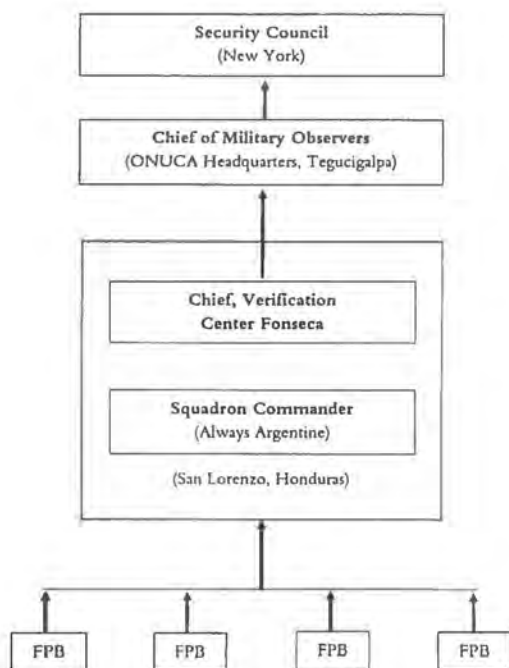 Security Council
(New York)
Chief of Military Observers
(ONUCA Headquarters, Tegucigalpa)
Chief, Verification
Center Fonseca
Squadron Commander
(Always Argentine)
(San Lorenzo, Honduras)
FPB FPB FPB FPB